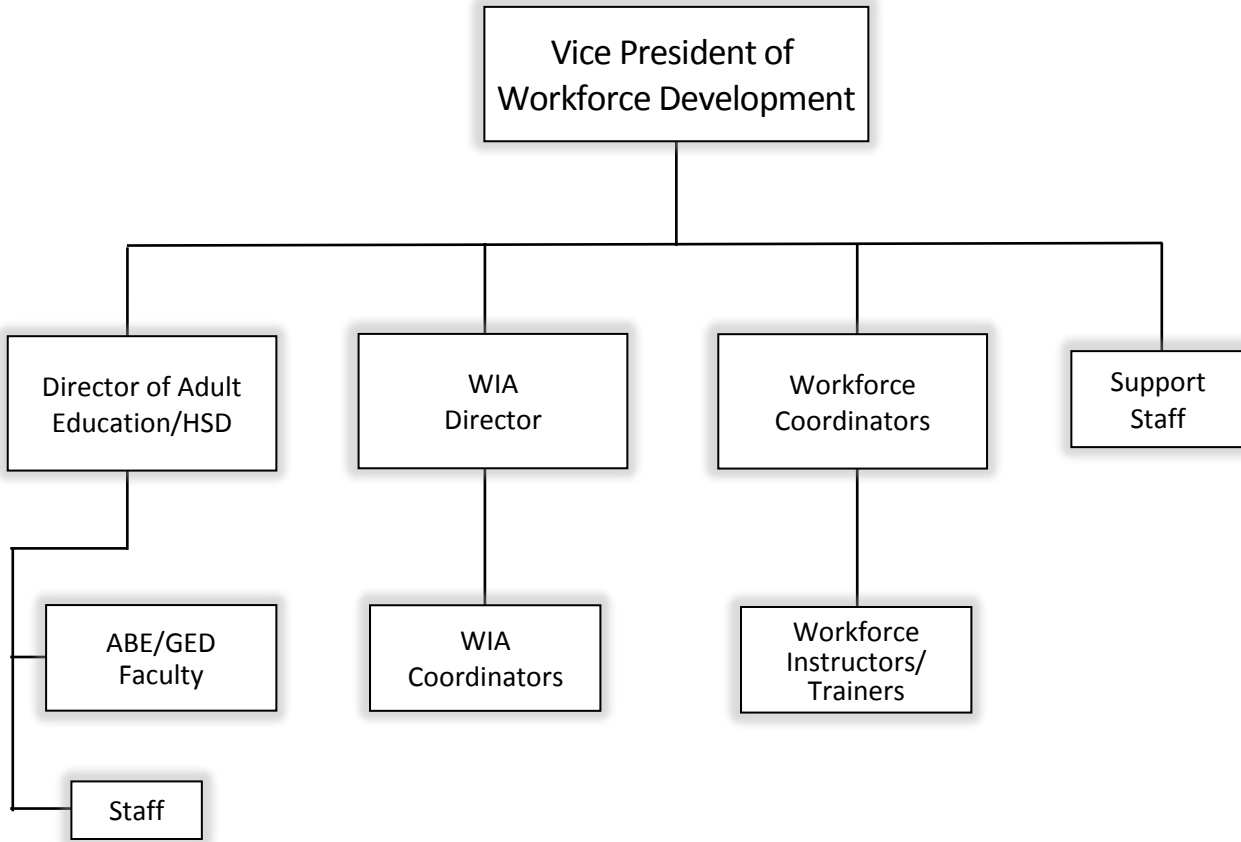 Vice President of
Workforce Development
Director of Adult
Education/HSD
WIA
Director
Workforce
Coordinators
Support
Staff
ABE/GED
Faculty
WIA
Coordinators
Workforce
Instructors/
Trainers
Staff